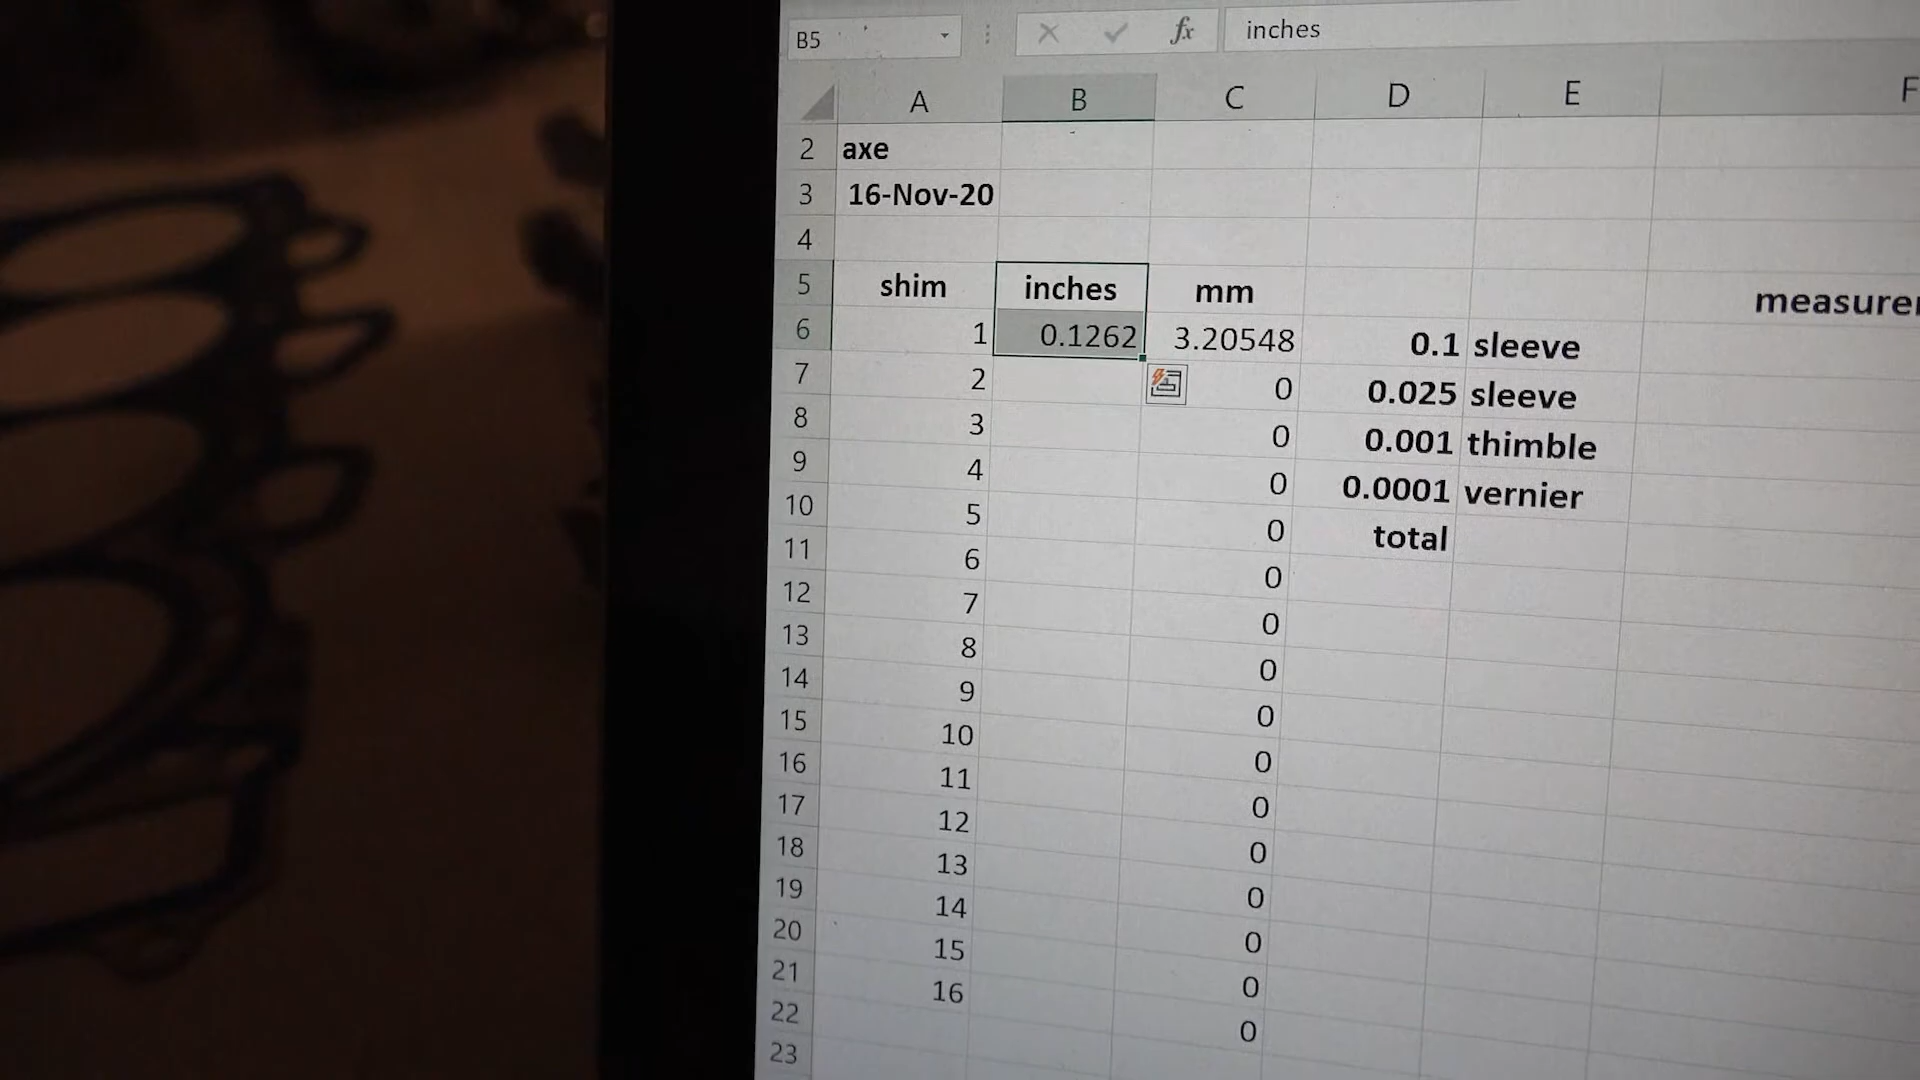 B5 fx inches
A B C D E F
2 axe
3 16-Nov-20
4
5 shim inches mm
6 1 0.1262 3.20548 0.1 sleeve
7 2 0 0.025 sleeve
8 3 0 0.001 thimble
9 4 0 0.0001 vernier
10 5 0 total
11 6 0
12 7 0
13 8 0
14 9 0
15 10 0
16 11 0
17 12 0
18 13 0
19 14 0
20 15 0
21 16 0
22
23